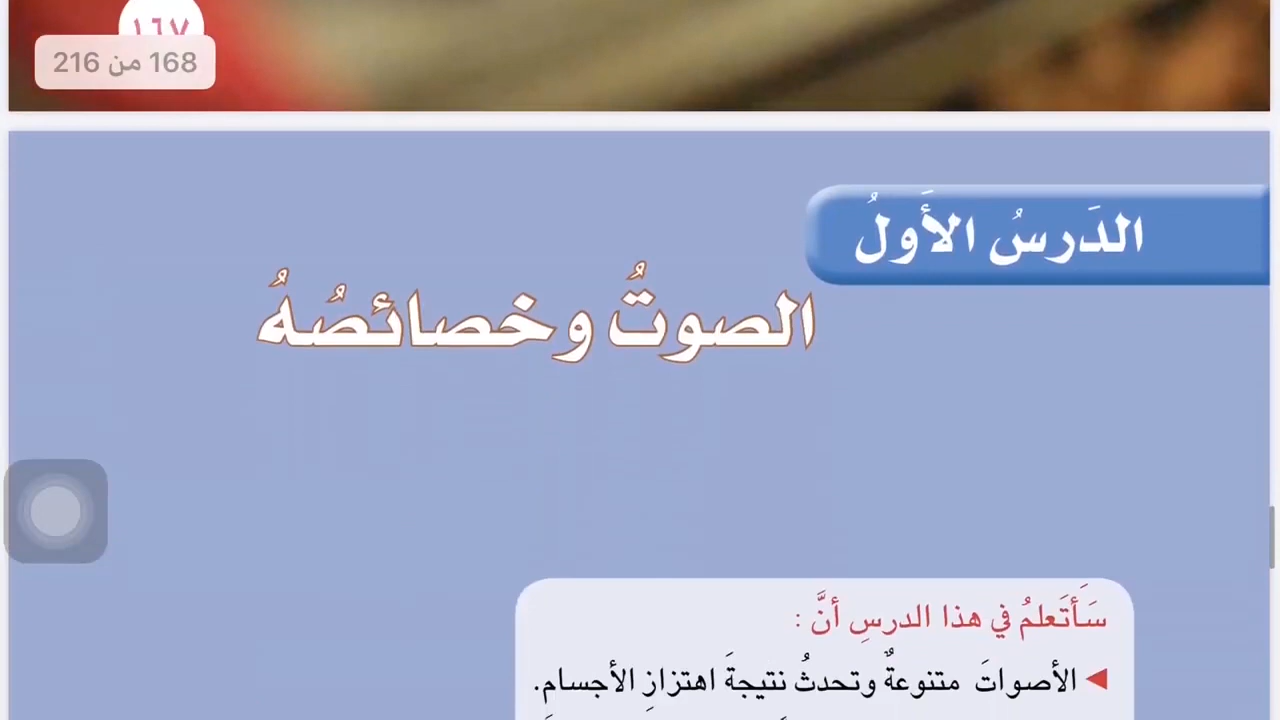 ١٦٧
168 من 216
الدَرسُ الأَولُ
الصوتُ وخصائصُهُ
سَأَتَعلمُ في هذا الدرسِ أنَّ :
الأصواتَ متنوعةٌ وتحدثُ نتيجةَ اهتزازِ الأجسام.